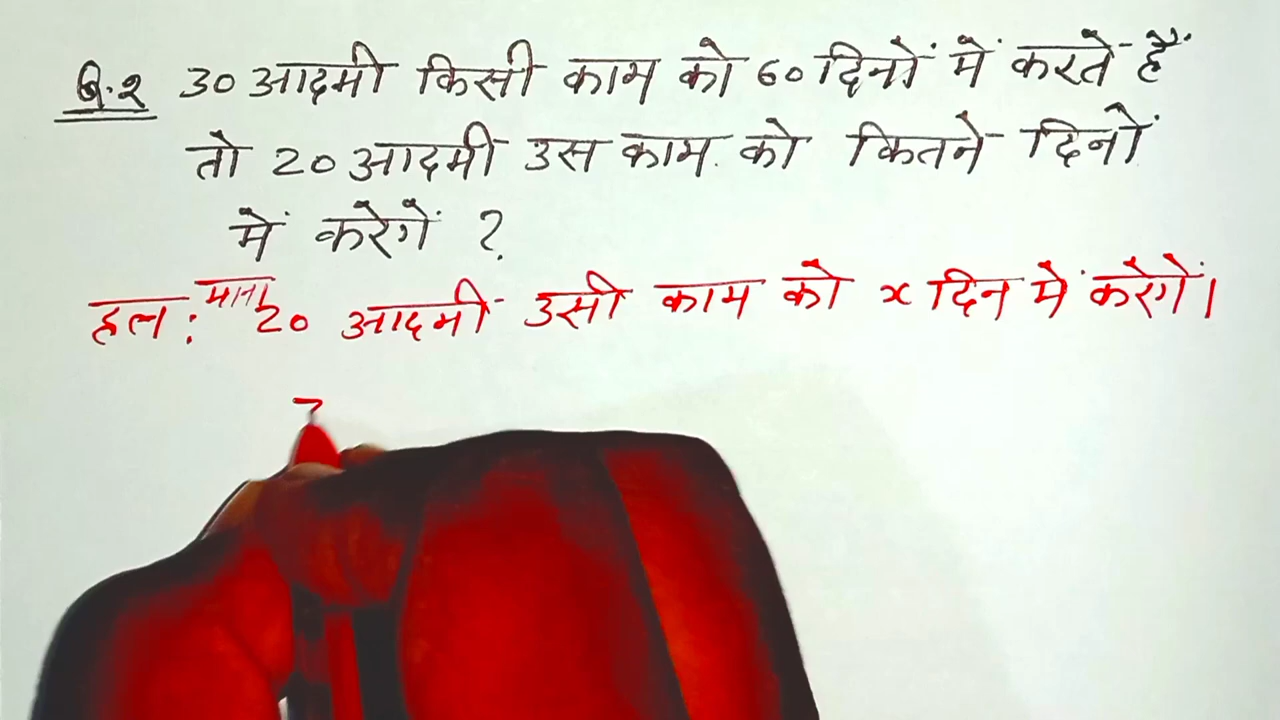 Q.2 30 आदमी किसी काम को 60 दिनों में करते हैं
तो 20 आदमी उस काम को कितने दिनों
में करेगें ?
हल: माना 20 आदमी उसी काम को x दिन में करेगें।